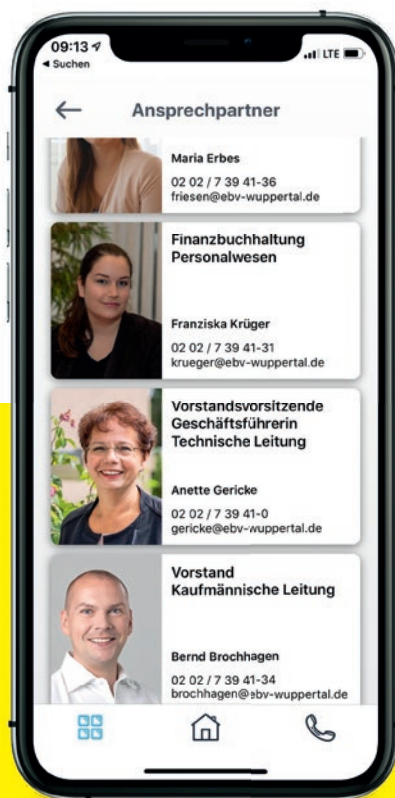 09:13
◀ Suchen
LTE
Ansprechpartner
Maria Erbes
02 02 / 7 39 41-36
friesen@ebv-wuppertal.de
Finanzbuchhaltung
Personalwesen
Franziska Krüger
02 02 / 7 39 41-31
krueger@ebv-wuppertal.de
Vorstandsvorsitzende
Geschäftsführerin
Technische Leitung
Anette Gericke
02 02 / 7 39 41-0
gericke@ebv-wuppertal.de
Vorstand
Kaufmännische Leitung
Bernd Brochhagen
02 02 / 7 39 41-34
brochhagen@ebv-wuppertal.de